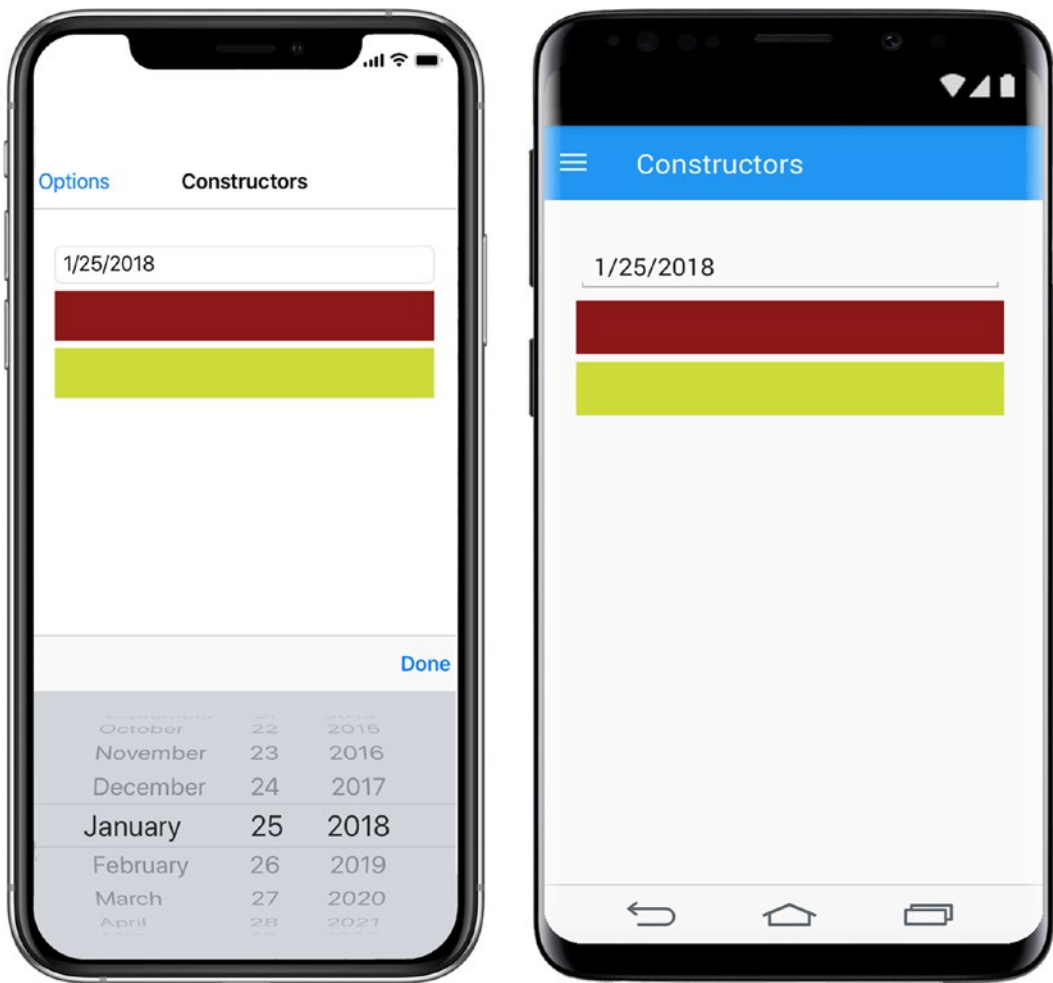 Options Constructors
1/25/2018
Done
October 22 2015
November 23 2016
December 24 2017
January 25 2018
February 26 2019
March 27 2020
April 28 2021
Constructors
1/25/2018